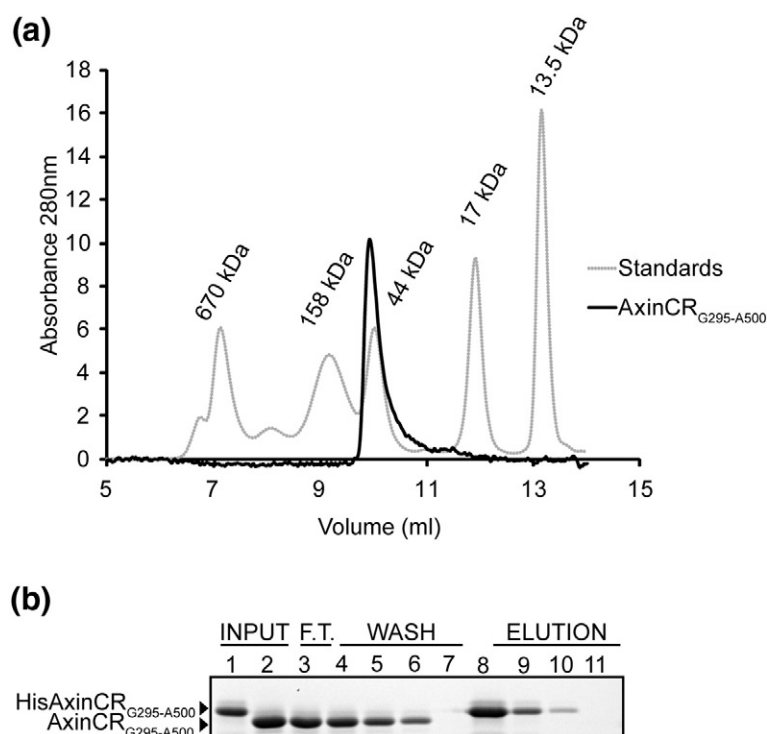 (a)
18
16
14
12
10
8
6
4
2
0
5 7 9 11 13 15
Absorbance 280nm
Volume (ml)
670 kDa
158 kDa
44 kDa
17 kDa
13.5 kDa
Standards
AxinCRG295-A500
(b)
INPUT F.T. WASH ELUTION
1 2 3 4 5 6 7 8 9 10 11
HisAxinCRG295-A500
AxinCRG295-A500